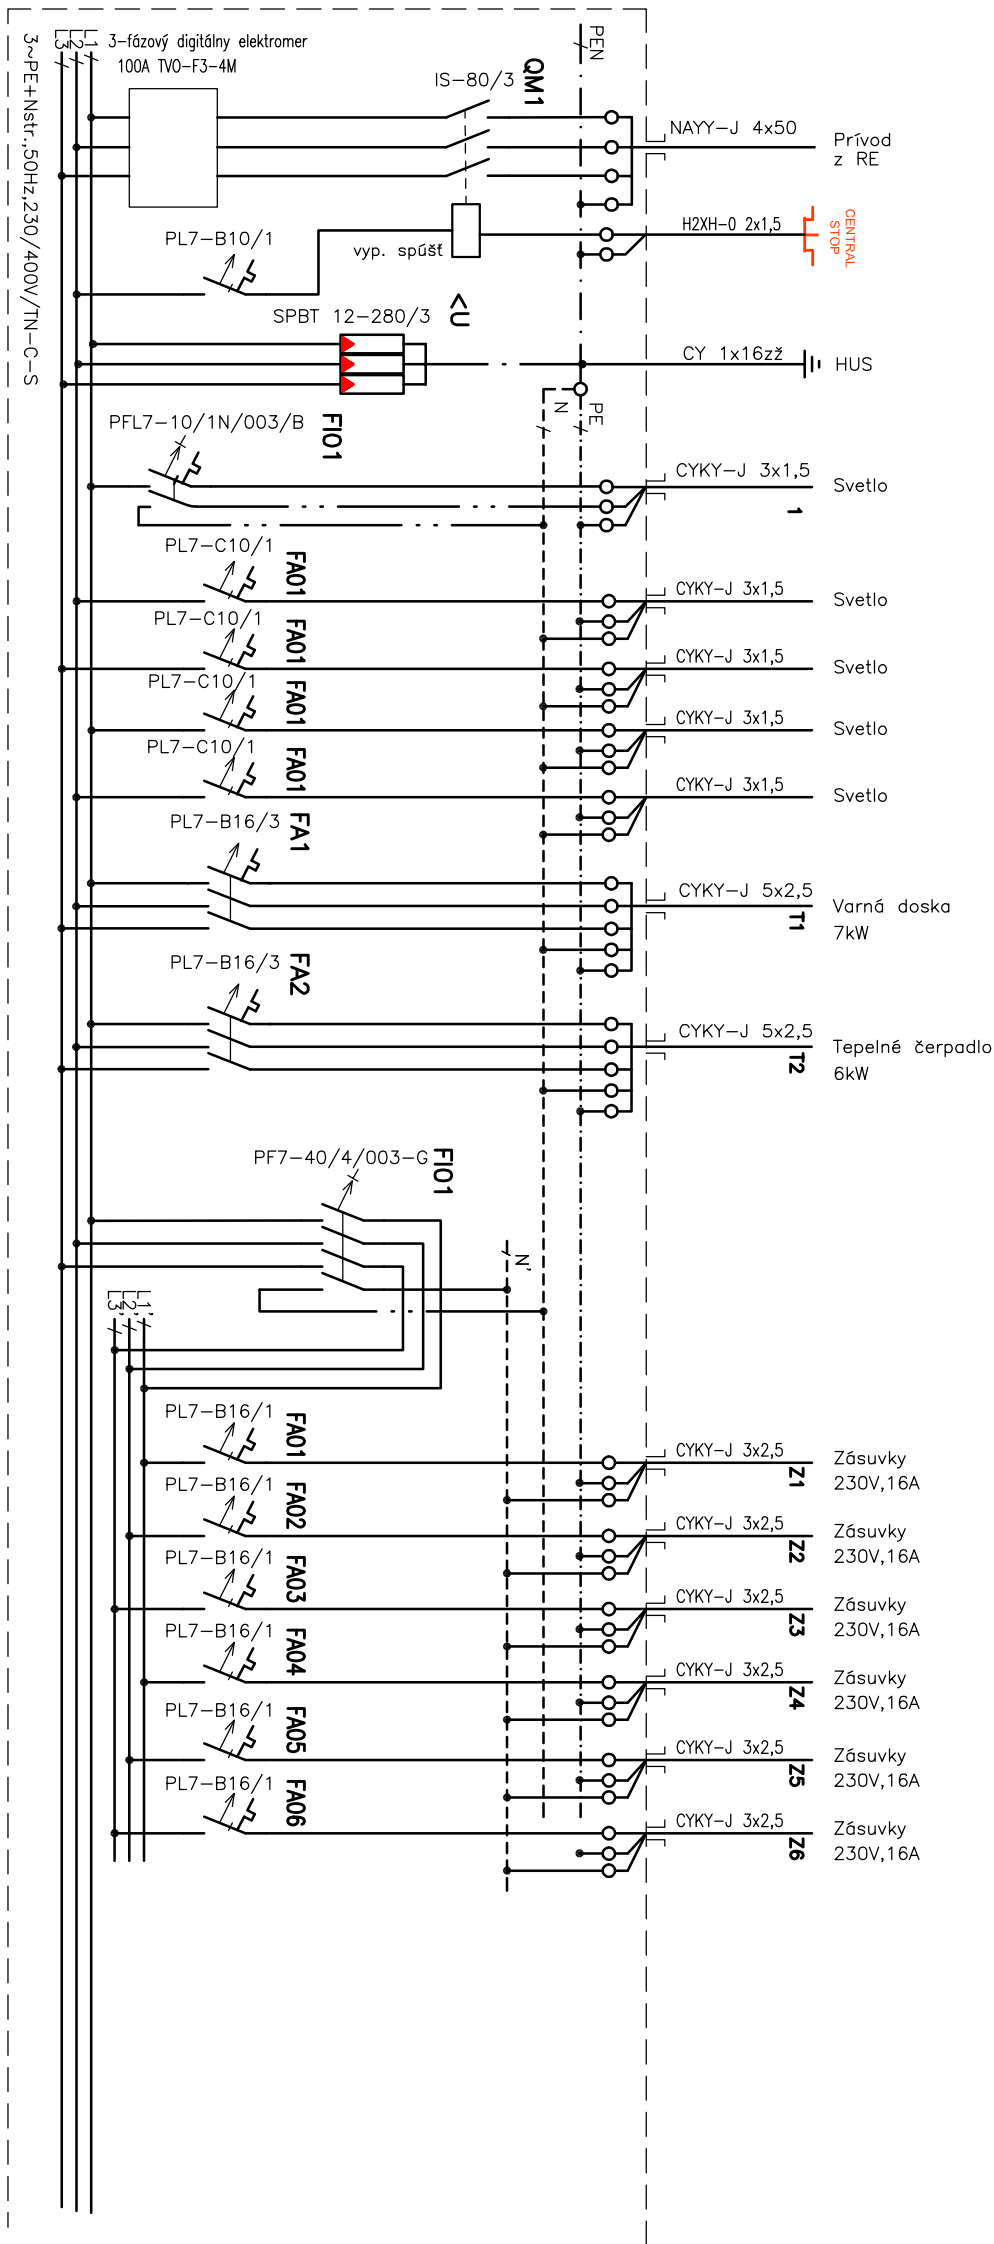 3~PE+Nstr.,50Hz,230/400V/TN-C-S
L3
L2
L1
3-fázový digitálny elektromer
100A TVO-F3-4M
IS-80/3
QM1
PEN
NAYY-J 4x50
Prívod
z RE
PL7-B10/1
vyp. spúšť
H2XH-0 2x1,5
CENTRAL
STOP
<U
SPBT 12-280/3
CY 1x16zž
HUS
N
PE
PFL7-10/1N/003/B
FI01
CYKY-J 3x1,5
1
Svetlo
PL7-C10/1
FA01
CYKY-J 3x1,5
Svetlo
PL7-C10/1
FA01
CYKY-J 3x1,5
Svetlo
PL7-C10/1
FA01
CYKY-J 3x1,5
Svetlo
PL7-C10/1
FA01
CYKY-J 3x1,5
Svetlo
PL7-B16/3
FA1
CYKY-J 5x2,5
T1
Varná doska
7kW
PL7-B16/3
FA2
CYKY-J 5x2,5
T2
Tepelné čerpadlo
6kW
PF7-40/4/003-G
FI01
N'
L3'
L2'
L1'
PL7-B16/1
FA01
CYKY-J 3x2,5
Z1
Zásuvky
230V,16A
PL7-B16/1
FA02
CYKY-J 3x2,5
Z2
Zásuvky
230V,16A
PL7-B16/1
FA03
CYKY-J 3x2,5
Z3
Zásuvky
230V,16A
PL7-B16/1
FA04
CYKY-J 3x2,5
Z4
Zásuvky
230V,16A
PL7-B16/1
FA05
CYKY-J 3x2,5
Z5
Zásuvky
230V,16A
PL7-B16/1
FA06
CYKY-J 3x2,5
Z6
Zásuvky
230V,16A